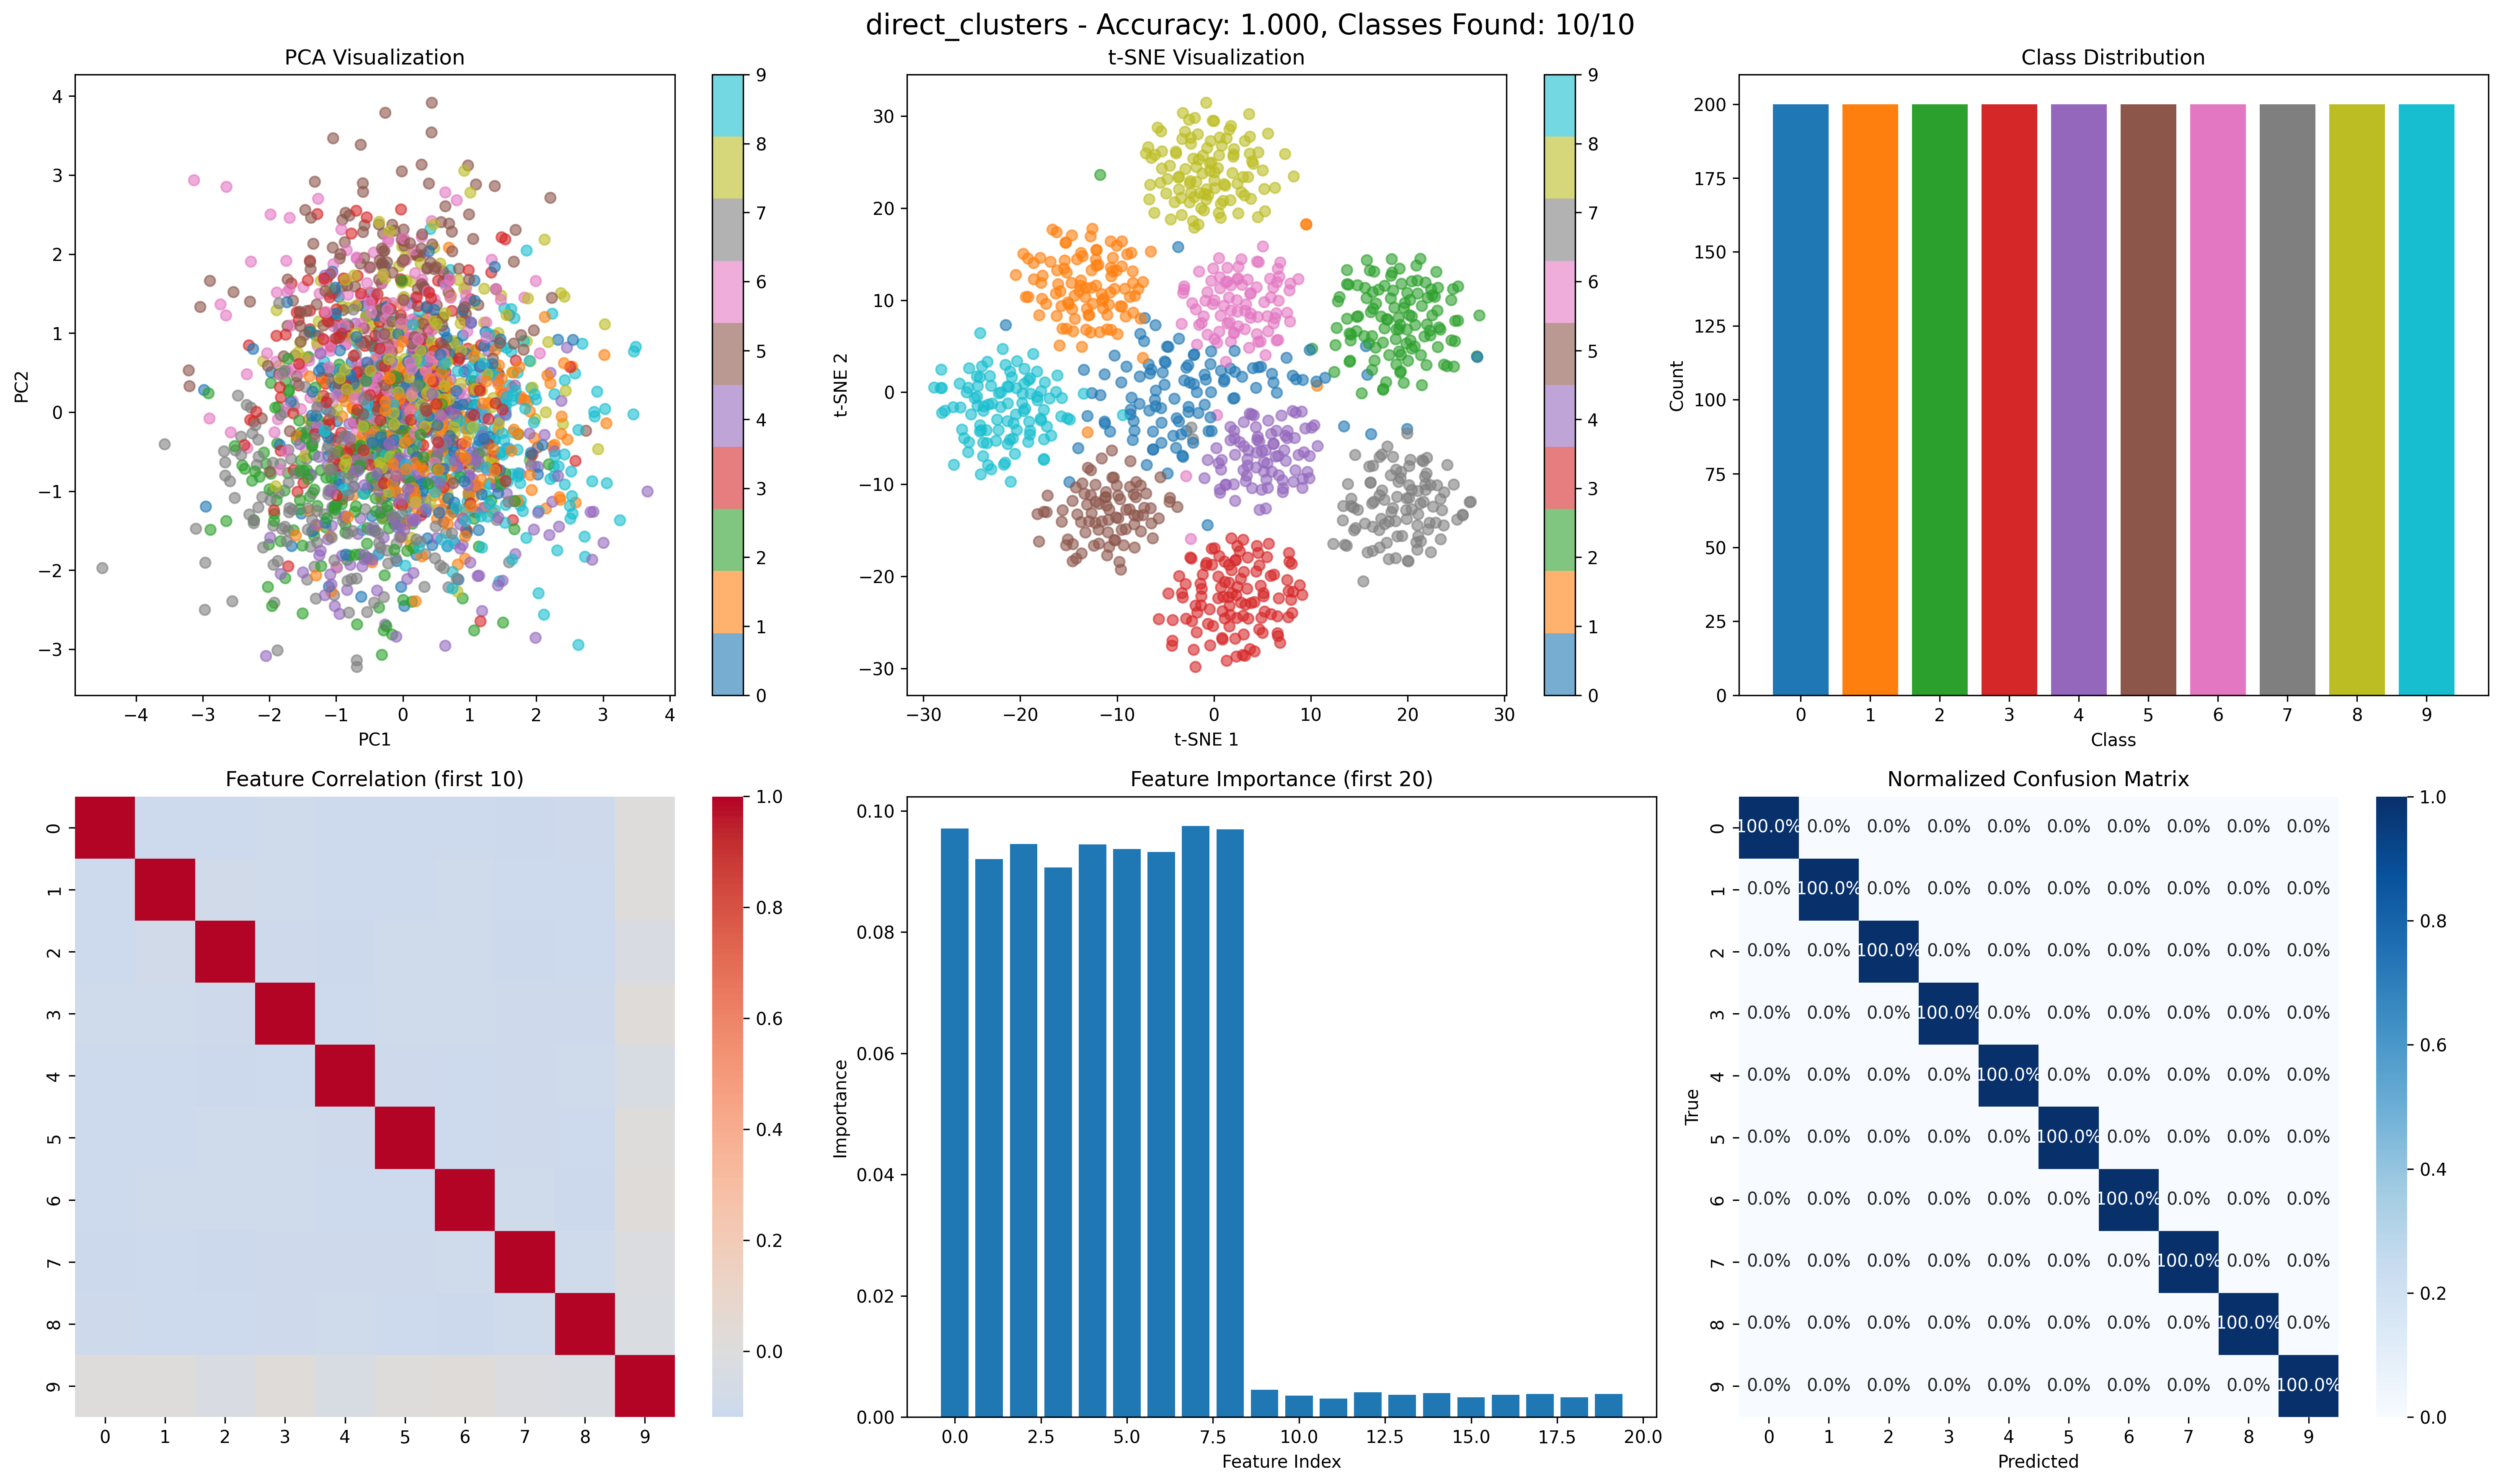 direct_clusters - Accuracy: 1.000, Classes Found: 10/10
PCA Visualization
4
3
2
1
0
−1
−2
−3
PC2
−4 −3 −2 −1 0 1 2 3 4
PC1
9
8
7
6
5
4
3
2
1
0
t-SNE Visualization
30
20
10
0
−10
−20
−30
t-SNE 2
−30 −20 −10 0 10 20 30
t-SNE 1
9
8
7
6
5
4
3
2
1
0
Class Distribution
200
175
150
125
100
75
50
25
0
Count
0 1 2 3 4 5 6 7 8 9
Class
Feature Correlation (first 10)
0
1
2
3
4
5
6
7
8
9
0 1 2 3 4 5 6 7 8 9
1.0
0.8
0.6
0.4
0.2
0.0
Feature Importance (first 20)
0.10
0.08
0.06
0.04
0.02
0.00
Importance
0.0 2.5 5.0 7.5 10.0 12.5 15.0 17.5 20.0
Feature Index
Normalized Confusion Matrix
True
0 100.0% 0.0% 0.0% 0.0% 0.0% 0.0% 0.0% 0.0% 0.0% 0.0%
1 0.0% 100.0% 0.0% 0.0% 0.0% 0.0% 0.0% 0.0% 0.0% 0.0%
2 0.0% 0.0% 100.0% 0.0% 0.0% 0.0% 0.0% 0.0% 0.0% 0.0%
3 0.0% 0.0% 0.0% 100.0% 0.0% 0.0% 0.0% 0.0% 0.0% 0.0%
4 0.0% 0.0% 0.0% 0.0% 100.0% 0.0% 0.0% 0.0% 0.0% 0.0%
5 0.0% 0.0% 0.0% 0.0% 0.0% 100.0% 0.0% 0.0% 0.0% 0.0%
6 0.0% 0.0% 0.0% 0.0% 0.0% 0.0% 100.0% 0.0% 0.0% 0.0%
7 0.0% 0.0% 0.0% 0.0% 0.0% 0.0% 0.0% 100.0% 0.0% 0.0%
8 0.0% 0.0% 0.0% 0.0% 0.0% 0.0% 0.0% 0.0% 100.0% 0.0%
9 0.0% 0.0% 0.0% 0.0% 0.0% 0.0% 0.0% 0.0% 0.0% 100.0%
0 1 2 3 4 5 6 7 8 9
Predicted
1.0
0.8
0.6
0.4
0.2
0.0